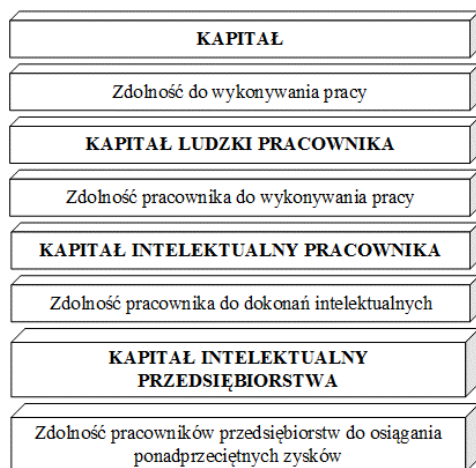 KAPITAŁ
Zdolność do wykonywania pracy
KAPITAŁ LUDZKI PRACOWNIKA
Zdolność pracownika do wykonywania pracy
KAPITAŁ INTELEKTUALNY PRACOWNIKA
Zdolność pracownika do dokonań intelektualnych
KAPITAŁ INTELEKTUALNY
PRZEDSIĘBIORSTWA
Zdolność pracowników przedsiębiorstw do osiągania
ponadprzeciętnych zysków